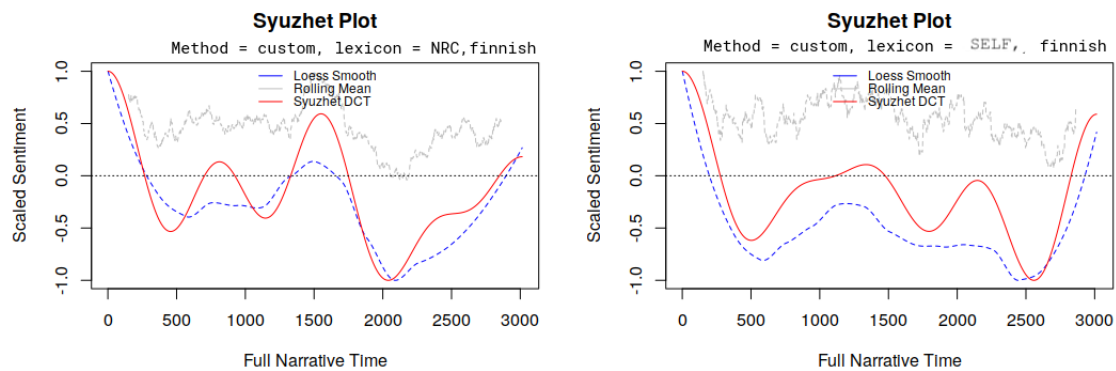 Syuzhet Plot
Method = custom, lexicon = NRC,finnish
Loess Smooth
Rolling Mean
Syuzhet DCT
Scaled Sentiment
1.0
0.5
0.0
-0.5
-1.0
0 500 1000 1500 2000 2500 3000
Full Narrative Time
Syuzhet Plot
Method = custom, lexicon = SELF, finnish
Loess Smooth
Rolling Mean
Syuzhet DCT
Scaled Sentiment
1.0
0.5
0.0
-0.5
-1.0
0 500 1000 1500 2000 2500 3000
Full Narrative Time